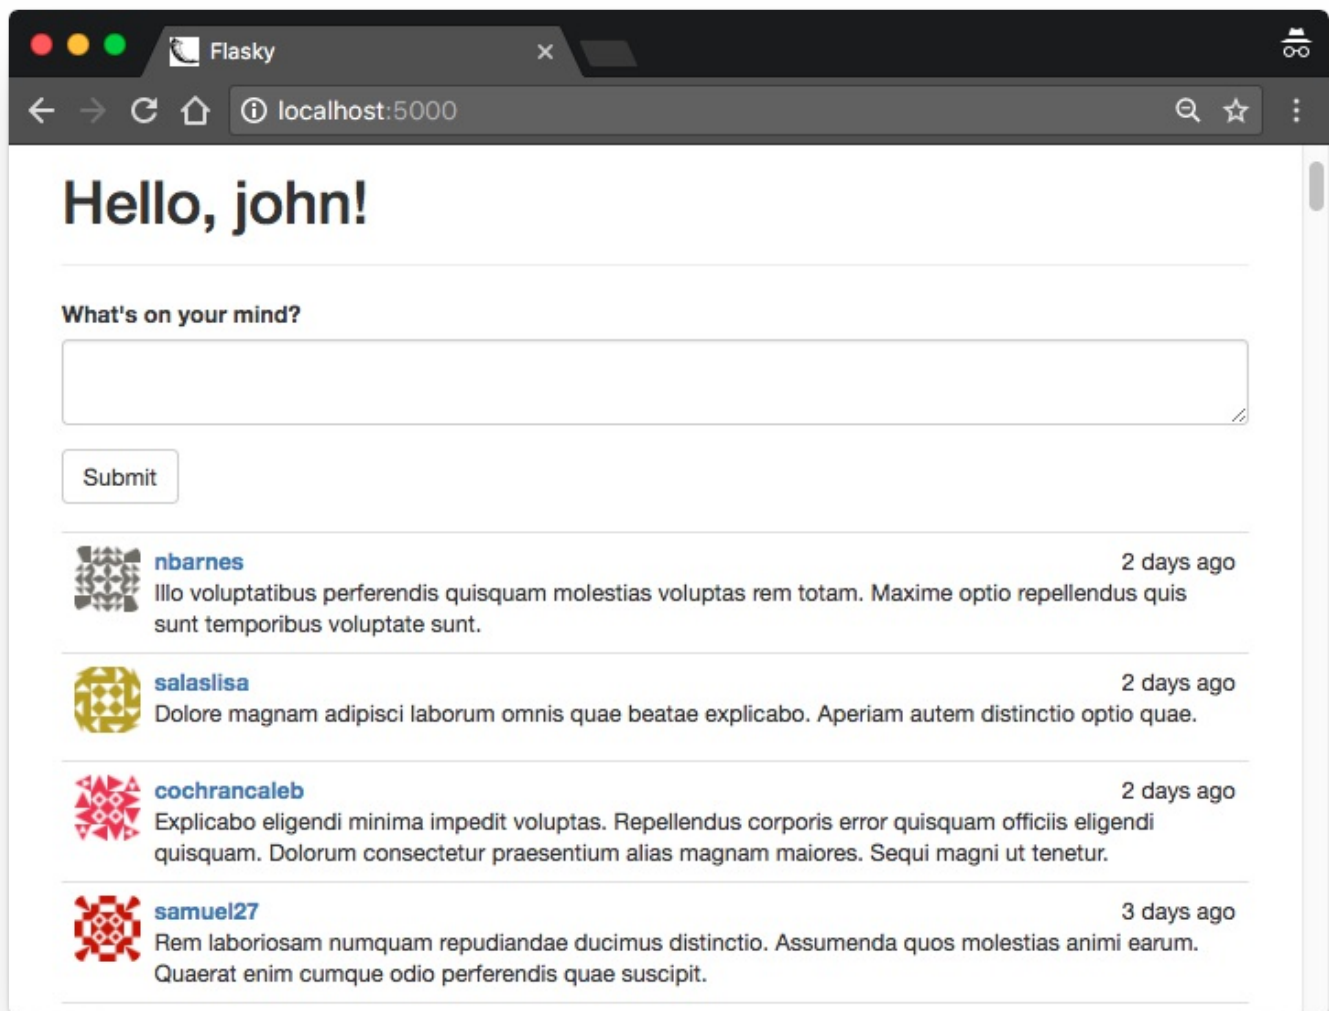 Flasky
localhost:5000
Hello, john!
What's on your mind?
Submit
nbarnes 2 days ago
Illo voluptatibus perferendis quisquam molestias voluptas rem totam. Maxime optio repellendus quis
sunt temporibus voluptate sunt.
salaslisa 2 days ago
Dolore magnam adipisci laborum omnis quae beatae explicabo. Aperiam autem distinctio optio quae.
cochrancaleb 2 days ago
Explicabo eligendi minima impedit voluptas. Repellendus corporis error quisquam officiis eligendi
quisquam. Dolorum consectetur praesentium alias magnam maiores. Sequi magni ut tenetur.
samuel27 3 days ago
Rem laboriosam numquam repudiandae ducimus distinctio. Assumenda quos molestias animi earum.
Quaerat enim cumque odio perferendis quae suscipit.